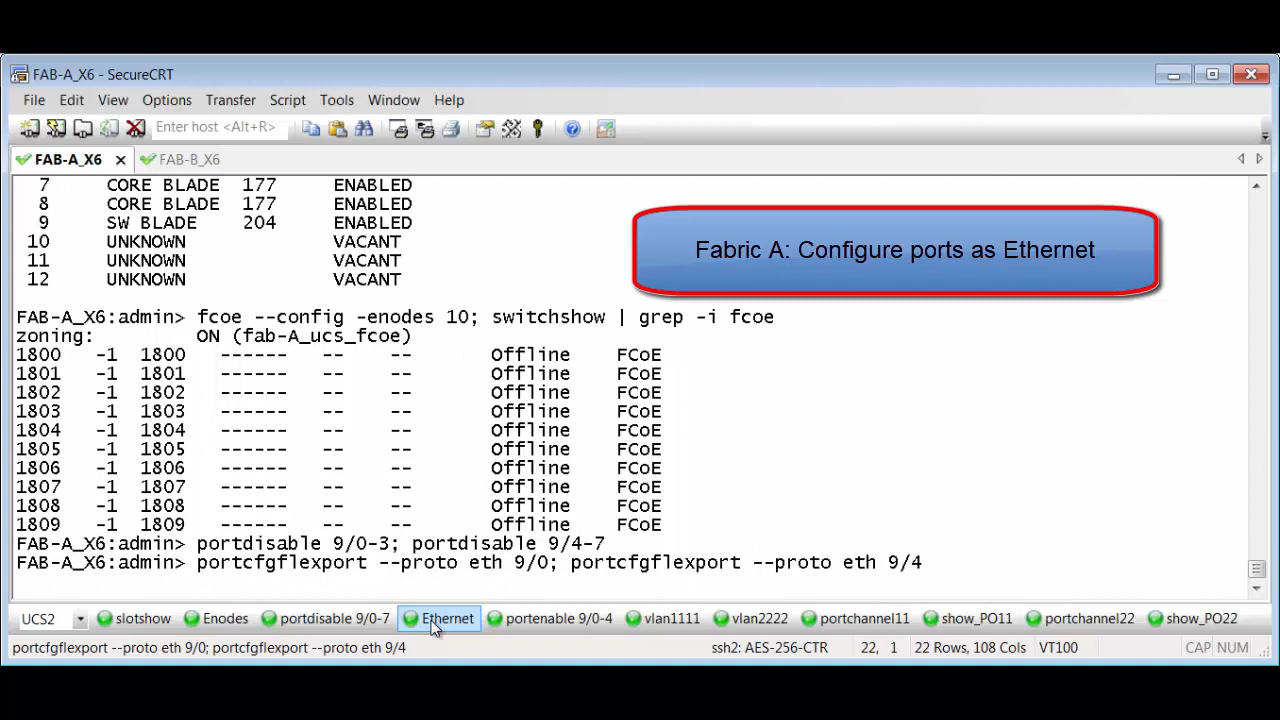 FAB-A_X6 - SecureCRT
File Edit View Options Transfer Script Tools Window Help
Enter host <Alt+R>
FAB-A_X6 FAB-B_X6
7 CORE BLADE 177 ENABLED
8 CORE BLADE 177 ENABLED
9 SW BLADE 204 ENABLED
10 UNKNOWN VACANT
11 UNKNOWN VACANT
12 UNKNOWN VACANT
Fabric A: Configure ports as Ethernet
FAB-A_X6:admin> fcoe --config -enodes 10; switchshow | grep -i fcoe
zoning: ON (fab-A_ucs_fcoe)
1800 -1 1800 ------ -- -- Offline FCoE
1801 -1 1801 ------ -- -- Offline FCoE
1802 -1 1802 ------ -- -- Offline FCoE
1803 -1 1803 ------ -- -- Offline FCoE
1804 -1 1804 ------ -- -- Offline FCoE
1805 -1 1805 ------ -- -- Offline FCoE
1806 -1 1806 ------ -- -- Offline FCoE
1807 -1 1807 ------ -- -- Offline FCoE
1808 -1 1808 ------ -- -- Offline FCoE
1809 -1 1809 ------ -- -- Offline FCoE
FAB-A_X6:admin> portdisable 9/0-3; portdisable 9/4-7
FAB-A_X6:admin> portcfgflexport --proto eth 9/0; portcfgflexport --proto eth 9/4
UCS2 slotshow Enodes portdisable 9/0-7 Ethernet portenable 9/0-4 vlan1111 vlan2222 portchannel11 show_PO11 portchannel22 show_PO22
portcfgflexport --proto eth 9/0; portcfgflexport --proto eth 9/4 ssh2: AES-256-CTR 22, 1 22 Rows, 108 Cols VT100 CAP NUM